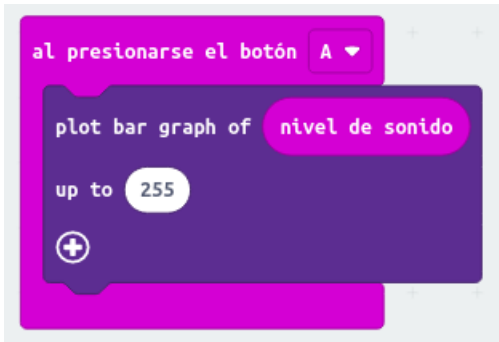 al presionarse el botón A
plot bar graph of nivel de sonido
up to 255